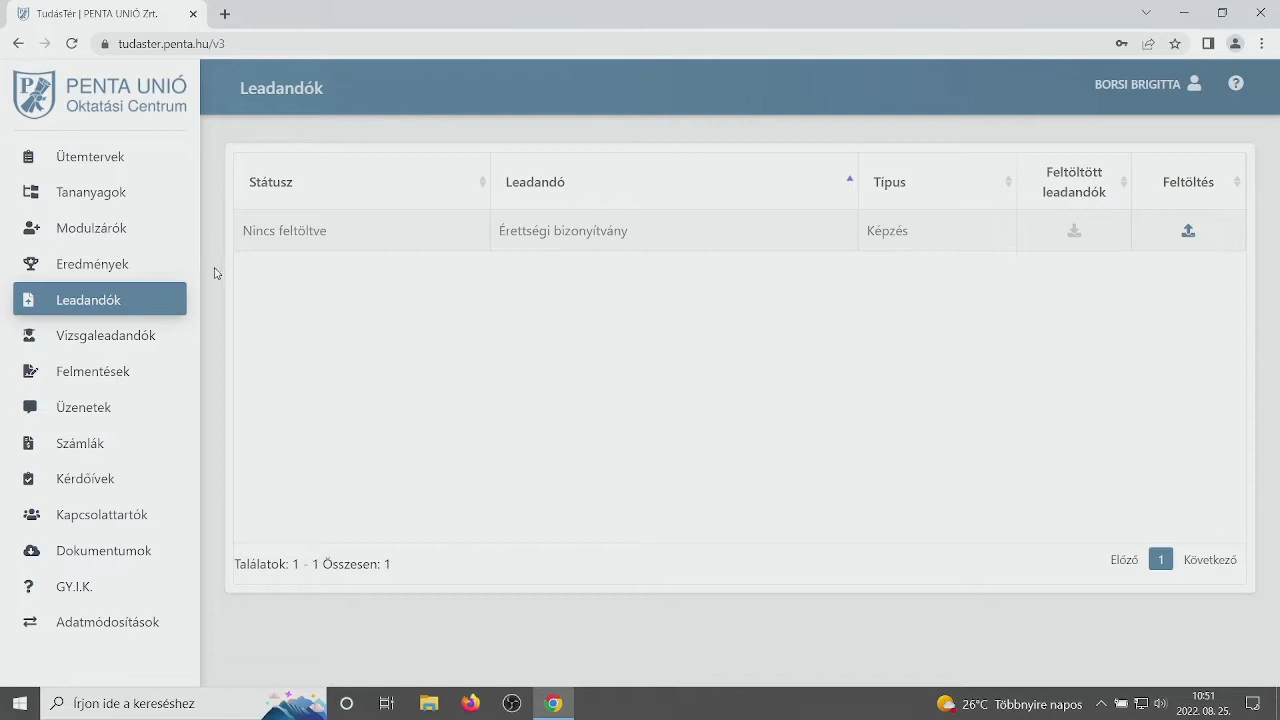 Tudástér | PENTA UNIÓ Zrt.
tudaster.penta.hu/v3
PENTA UNIÓ
Oktatási Centrum
Leadandók
BORSI BRIGITTA
Ütemtervek
Tananyagok
Modulzárók
Eredmények
Leadandók
Vizsgaleadandók
Felmentések
Üzenetek
Számlák
Kérdőívek
Kapcsolattartók
Dokumentumok
GY.I.K.
Adatmódosítások
Státusz
Leadandó
Típus
Feltöltött
leadandók
Feltöltés
Nincs feltöltve
Érettségi bizonyítvány
Képzés
Találatok: 1 - 1 Összesen: 1
Előző 1 Következő
Írjon ide a kereséshez
26°C Többnyire napos
10:51
2022. 08. 25.